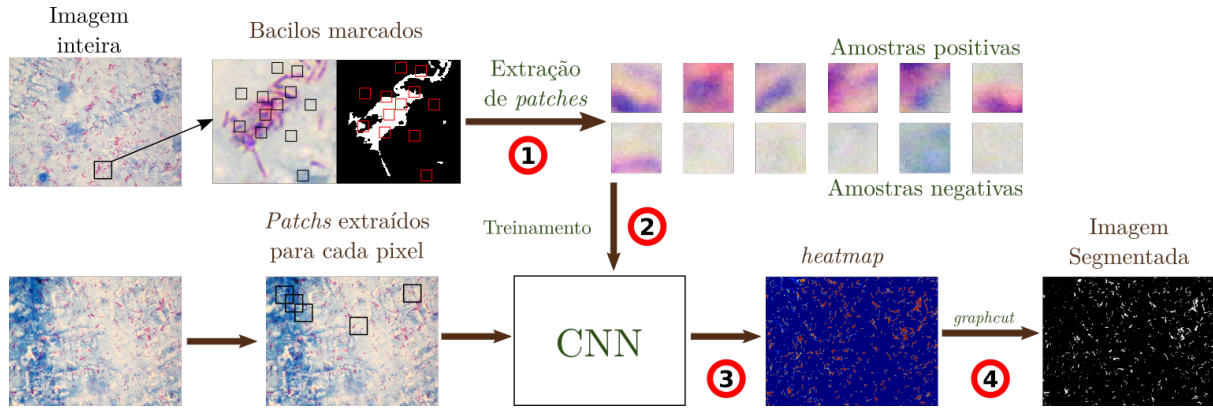 Imagem
inteira
Bacilos marcados
Extração
de patches
1
Amostras positivas
Amostras negativas
Treinamento
2
Patchs extraídos
para cada pixel
CNN
3
heatmap
graphcut
4
Imagem
Segmentada